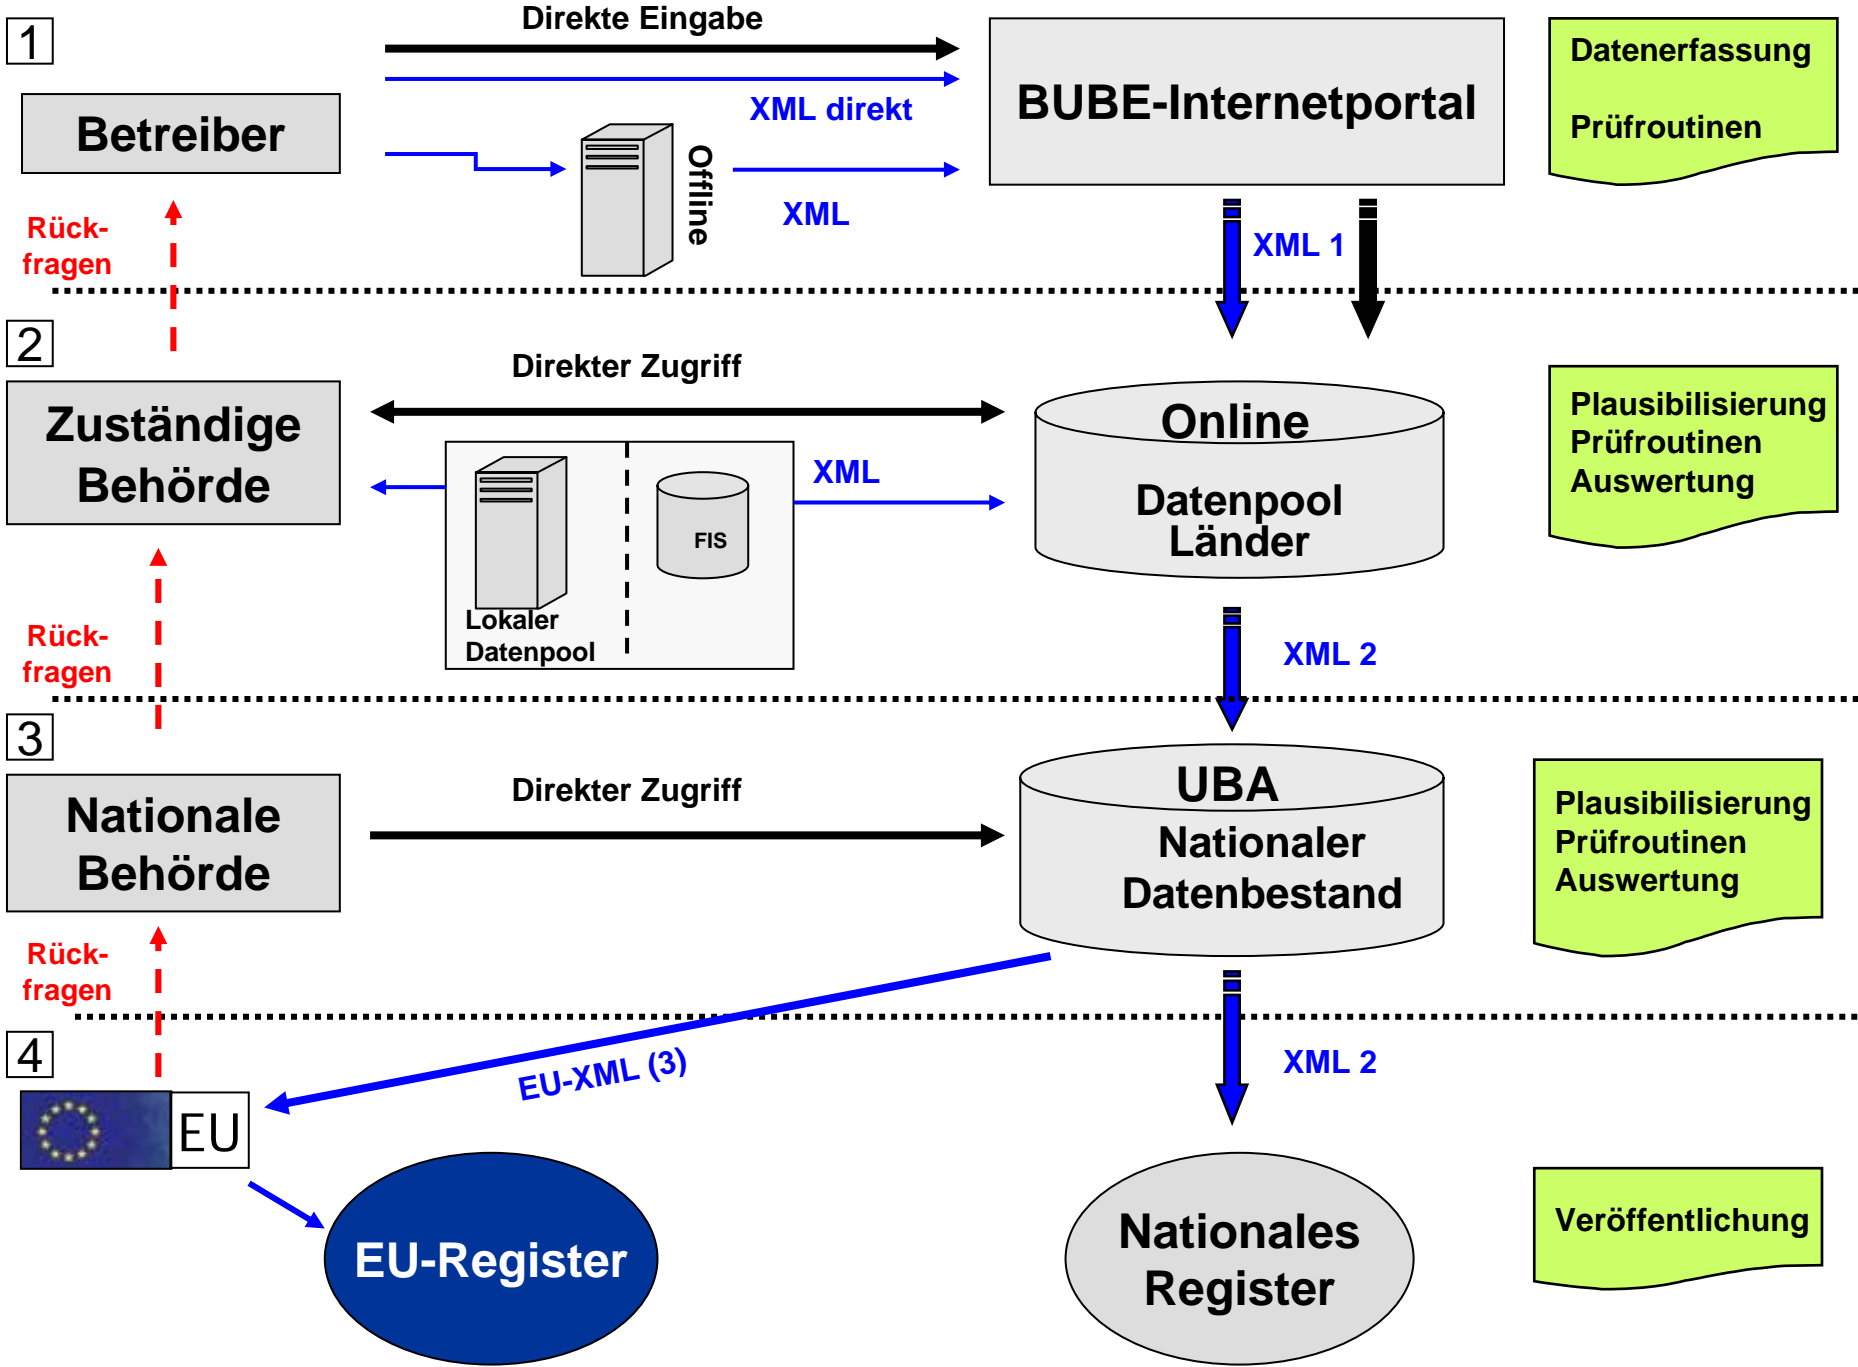 1
Direkte Eingabe
Betreiber
XML direkt
Offline
XML
BUBE-Internetportal
Datenerfassung
Prüfroutinen
Rück-
fragen
XML 1
2
Zuständige
Behörde
Direkter Zugriff
Lokaler
Datenpool
FIS
XML
Online
Datenpool
Länder
Plausibilisierung
Prüfroutinen
Auswertung
Rück-
fragen
XML 2
3
Nationale
Behörde
Direkter Zugriff
UBA
Nationaler
Datenbestand
Plausibilisierung
Prüfroutinen
Auswertung
Rück-
fragen
4
EU-XML (3)
XML 2
EU
EU-Register
Nationales
Register
Veröffentlichung